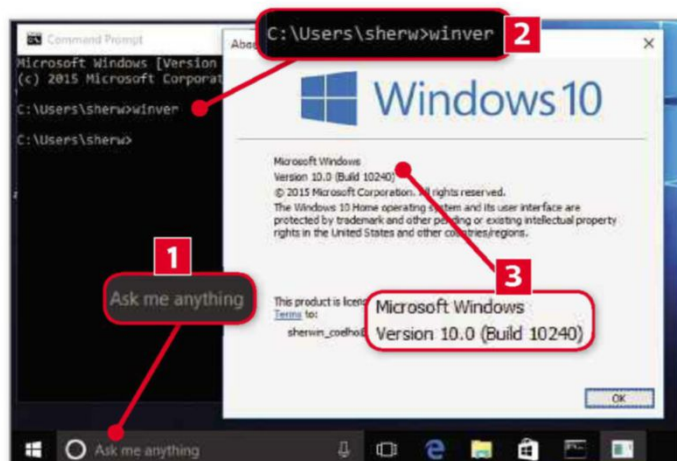 Command Prompt
Microsoft Windows [Version
(c) 2015 Microsoft Corporat
C:\Users\sherw>winver
C:\Users\sherw>
C:\Users\sherw>winver
2
Windows 10
Microsoft Windows
Version 10.0 (Build 10240)
© 2015 Microsoft Corporation. All rights reserved.
The Windows 10 Home operating system and its user interface are
protected by trademark and other pending or existing intellectual property
rights in the United States and other countries/regions.
1
Ask me anything
3
This product is licen
Terms to:
sherwin_coelho
Microsoft Windows
Version 10.0 (Build 10240)
OK
Ask me anything